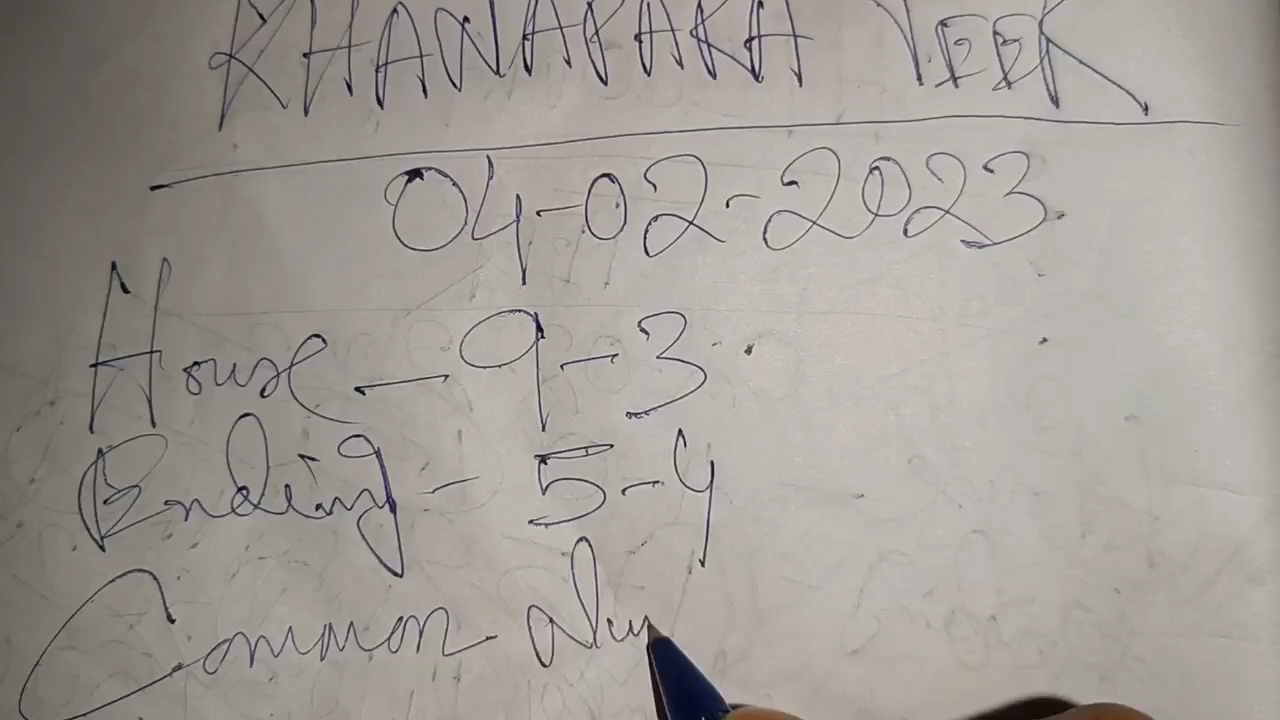 KHANAPARA TEER
04-02-2023
House - 9-3
Ending - 5-4
Common